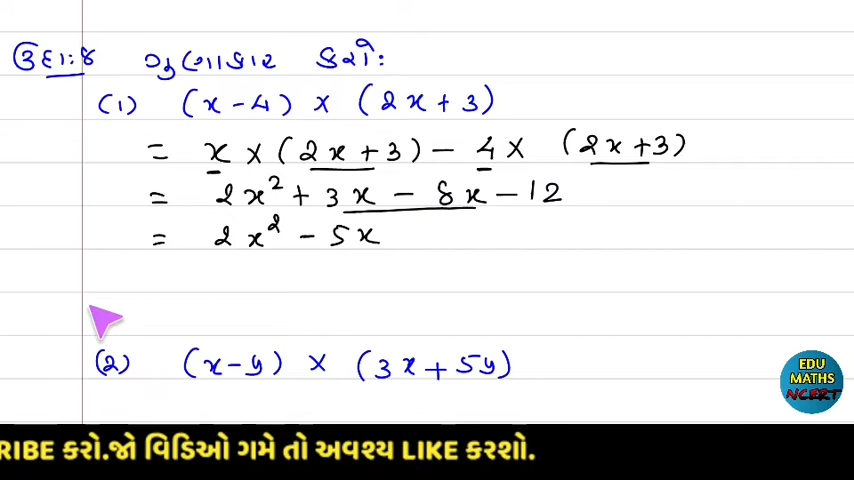 ઉદા:૪ ગુણાકાર કરો:
(1) (x-4) × (2x+3)
= x × (2x+3) - 4 × (2x+3)
= 2x² + 3x - 8x - 12
= 2x² - 5x
(2) (x-y) × (3x+5y)
EDU
MATHS
NCERT
RIBE કરો.જો વિડિઓ ગમે તો અવશ્ય LIKE કરશો.